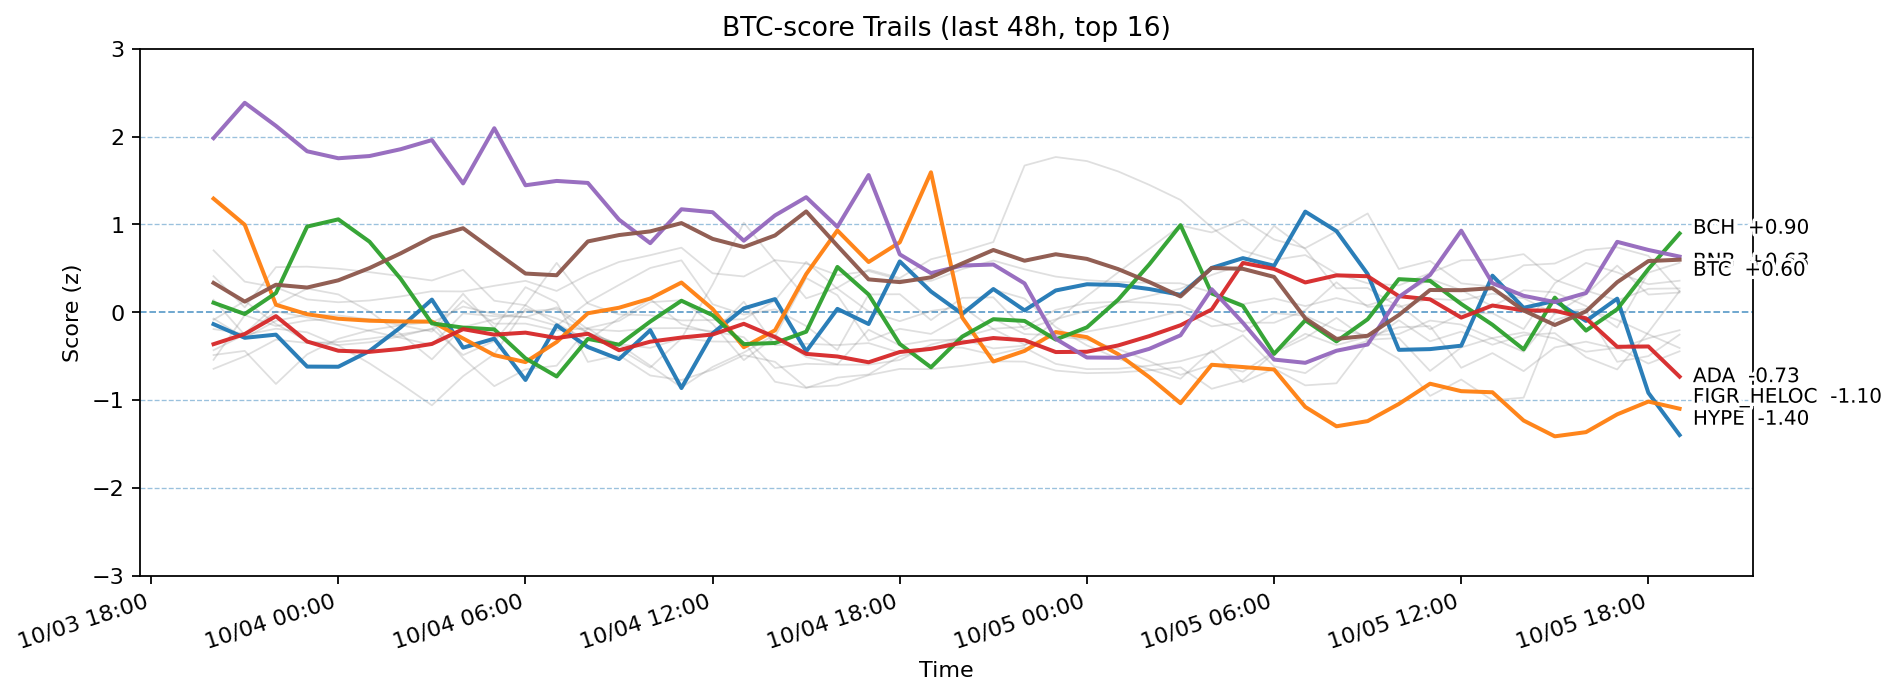 BTC-score Trails (last 48h, top 16)
3
2
1
0
−1
−2
−3
Score (z)
BCH +0.90
BTC +0.60
ADA -0.73
FIGR_HELOC -1.10
HYPE -1.40
10/03 18:00
10/04 00:00
10/04 06:00
10/04 12:00
10/04 18:00
10/05 00:00
10/05 06:00
10/05 12:00
10/05 18:00
Time